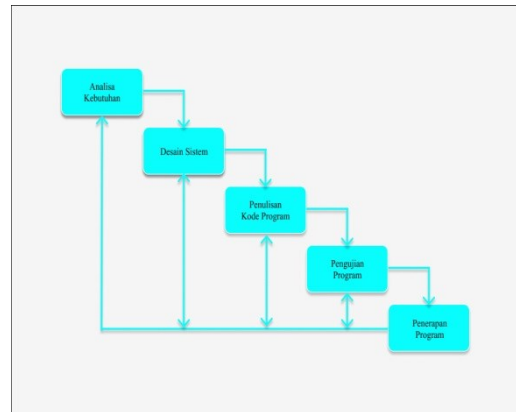 Analisa
Kebutuhan
Desain Sistem
Penulisan
Kode Program
Pengujian
Program
Penerapan
Program